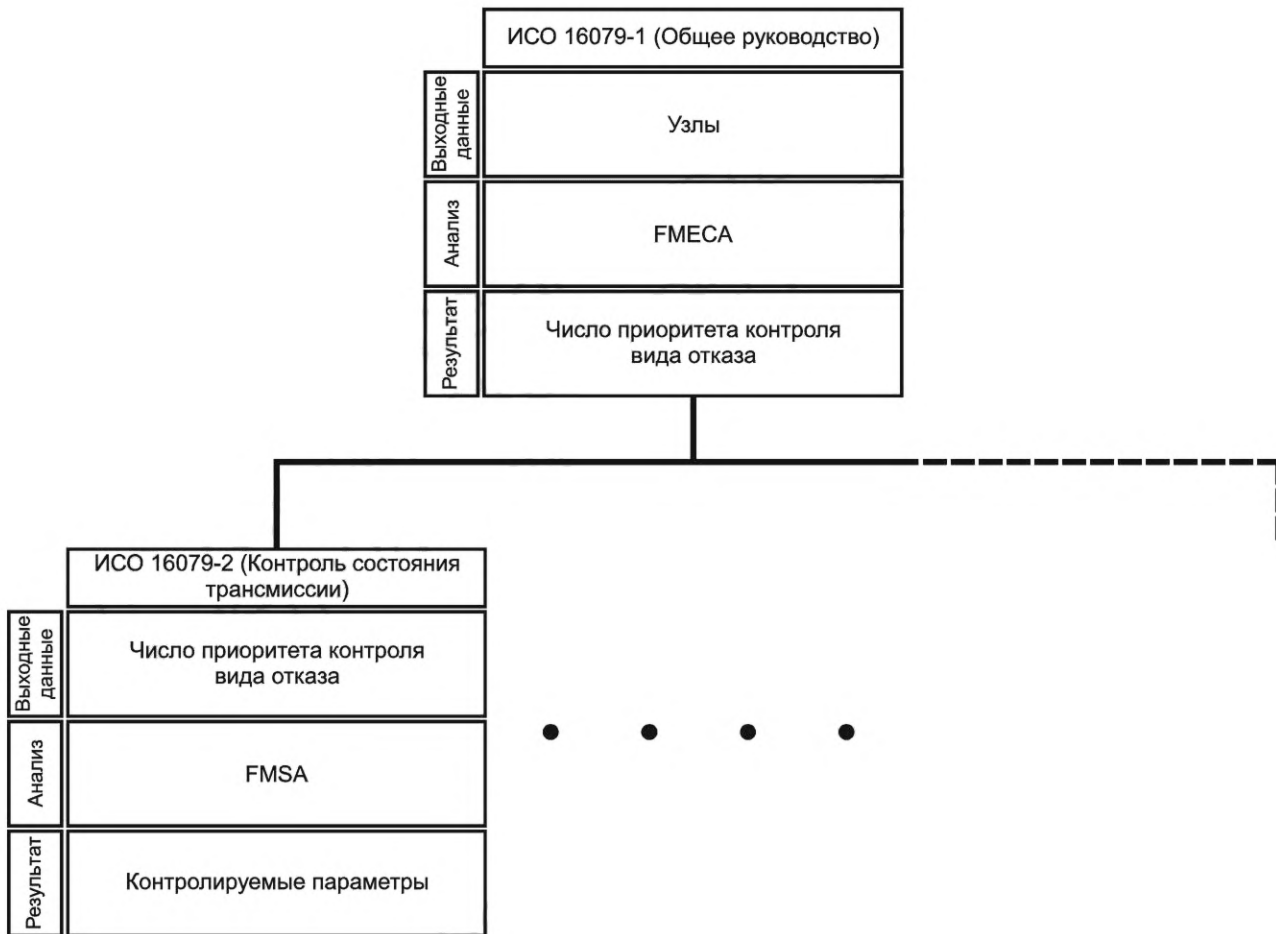 ИСО 16079-1 (Общее руководство)
Выходные
данные
Узлы
Анализ
FMECA
Результат
Число приоритета контроля
вида отказа
ИСО 16079-2 (Контроль состояния
трансмиссии)
Выходные
данные
Число приоритета контроля
вида отказа
Анализ
FMSA
Результат
Контролируемые параметры